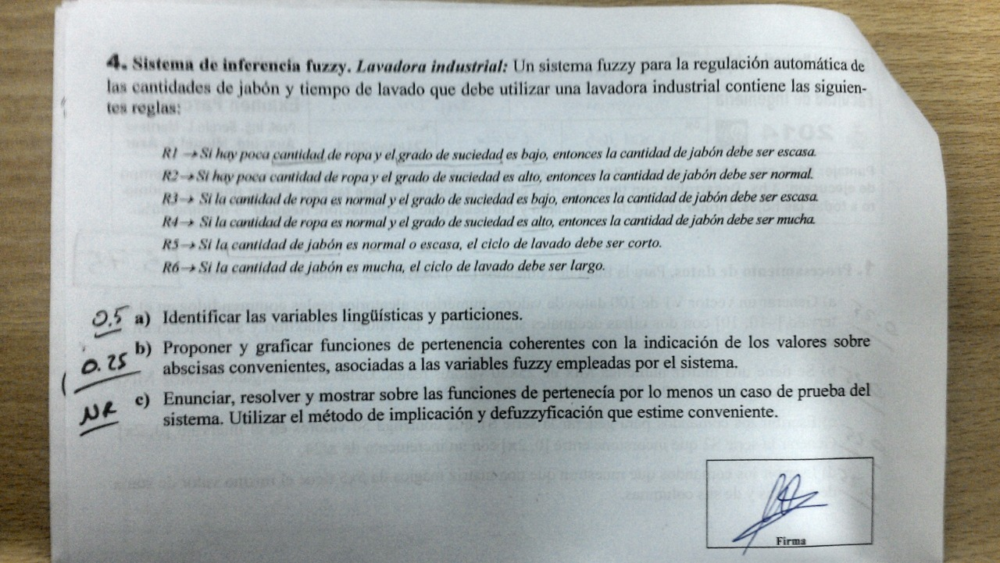 4. Sistema de inferencia fuzzy. Lavadora industrial: Un sistema fuzzy para la regulación automática de
las cantidades de jabón y tiempo de lavado que debe utilizar una lavadora industrial contiene las siguien-
tes reglas:
R1 → Si hay poca cantidad de ropa y el grado de suciedad es bajo, entonces la cantidad de jabón debe ser escasa.
R2 → Si hay poca cantidad de ropa y el grado de suciedad es alto, entonces la cantidad de jabón debe ser normal.
R3 → Si la cantidad de ropa es normal y el grado de suciedad es bajo, entonces la cantidad de jabón debe ser escasa.
R4 → Si la cantidad de ropa es normal y el grado de suciedad es alto, entonces la cantidad de jabón debe ser mucha.
R5 → Si la cantidad de jabón es normal o escasa, el ciclo de lavado debe ser corto.
R6 → Si la cantidad de jabón es mucha, el ciclo de lavado debe ser largo.
0.5 a) Identificar las variables lingüísticas y particiones.
b) Proponer y graficar funciones de pertenencia coherentes con la indicación de los valores sobre
0.25 abscisas convenientes, asociadas a las variables fuzzy empleadas por el sistema.
c) Enunciar, resolver y mostrar sobre las funciones de pertenecía por lo menos un caso de prueba del
NR sistema. Utilizar el método de implicación y defuzzyficación que estime conveniente.
Firma